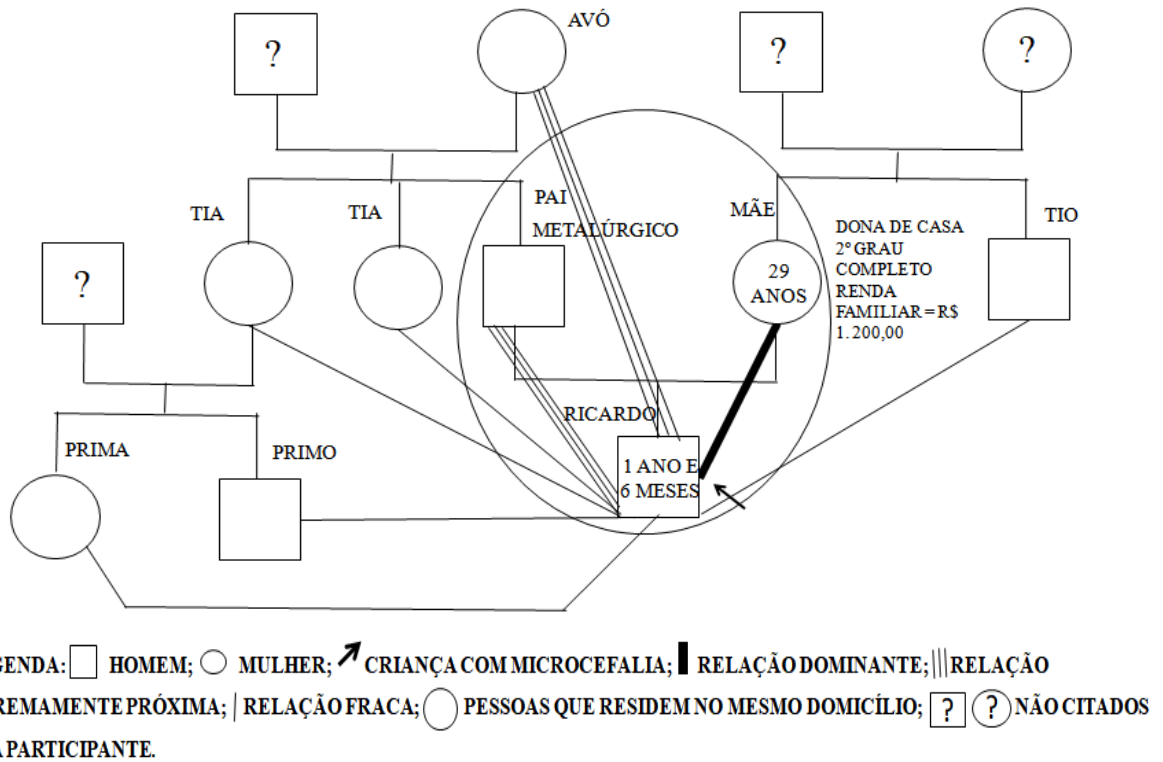 ?
AVÓ
?
?
TIA
TIA
PAI
METALÚRGICO
MÃE
29
ANOS
DONA DE CASA
2º GRAU
COMPLETO
RENDA
FAMILIAR = R$
1.200,00
TIO
?
PRIMA
PRIMO
RICARDO
1 ANO E
6 MESES
GENDA: HOMEM; MULHER; CRIANÇA COM MICROCEFALIA; RELAÇÃO DOMINANTE; RELAÇÃO
REMAMENTE PRÓXIMA; RELAÇÃO FRACA; PESSOAS QUE RESIDEM NO MESMO DOMICÍLIO; ? ? NÃO CITADOS
A PARTICIPANTE.